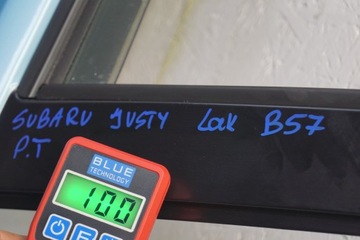 SUBARU JUSTY Lak B57
P.T
BLUE
TECHNOLOGY
100